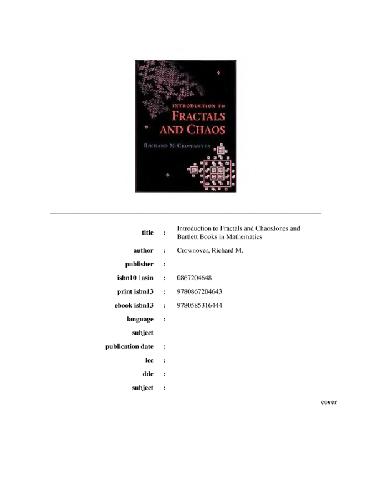 INTRODUCTION TO
FRACTALS
AND CHAOS
RICHARD M. CROWNOVER
title :
Introduction to Fractals and ChaosJones and
Bartlett Books in Mathematics
author : Crownover, Richard M.
publisher :
isbn10 | asin : 0867204648
print isbn13 : 9780867204643
ebook isbn13 : 9780585316444
language :
subject
publication date :
lcc :
ddc :
subject :
cover